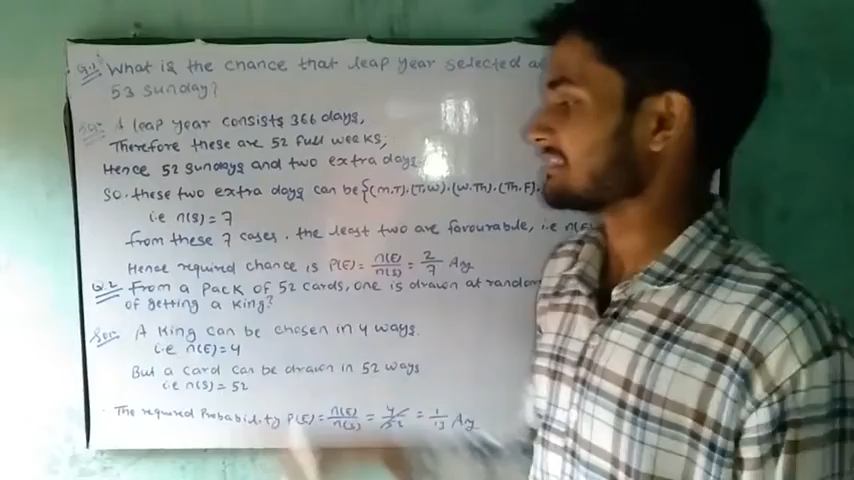 Q.1 What is the chance that leap year selected a
53 Sunday?
Sol- A leap year consists 366 days,
Therefore these are 52 full weeks,
Hence 52 Sundays and two extra days.
So. these two extra days can be {(M,T).(T,W).(W.Th).(Th,F).
i.e n(S) = 7
from these 7 cases. the least two are favourable, i.e n(E)
Hence required chance is P(E) = n(E)/n(S) = 2/7 Ans
Q.2 From a pack of 52 cards, one is drawn at random
of getting a king?
Sol- A king can be chosen in 4 ways.
i.e n(E) = 4
But a card can be drawn in 52 ways
i.e n(S) = 52
The required Probability P(E) = n(E)/n(S) = 4/52 = 1/13 Ans